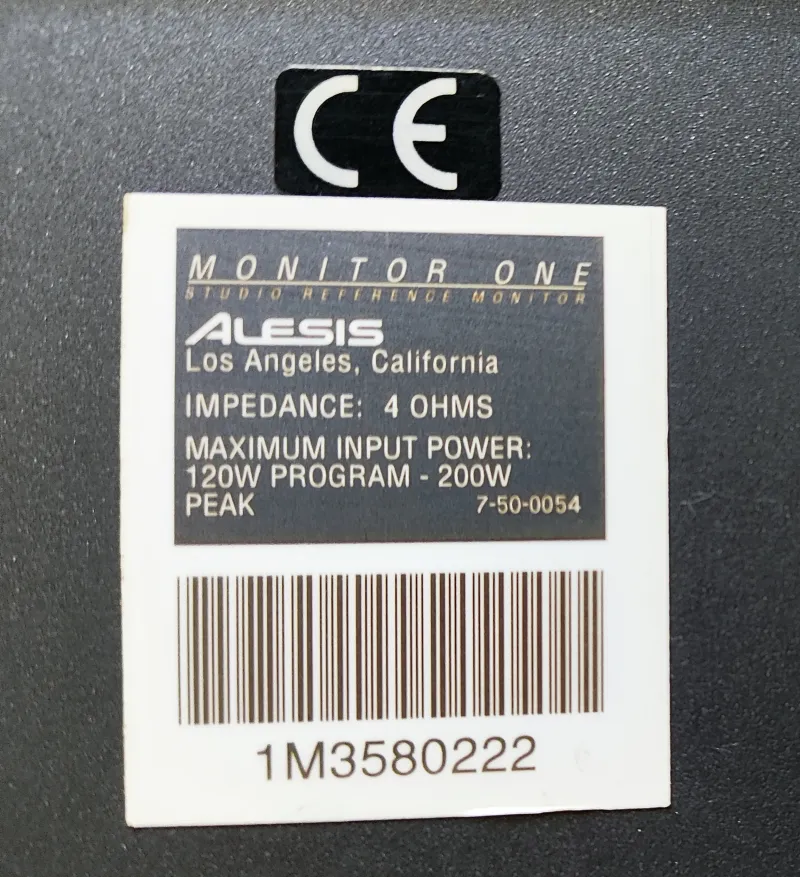 CE
MONITOR ONE
STUDIO REFERENCE MONITOR
ALESIS
Los Angeles, California
IMPEDANCE: 4 OHMS
MAXIMUM INPUT POWER:
120W PROGRAM - 200W
PEAK 7-50-0054
1M3580222